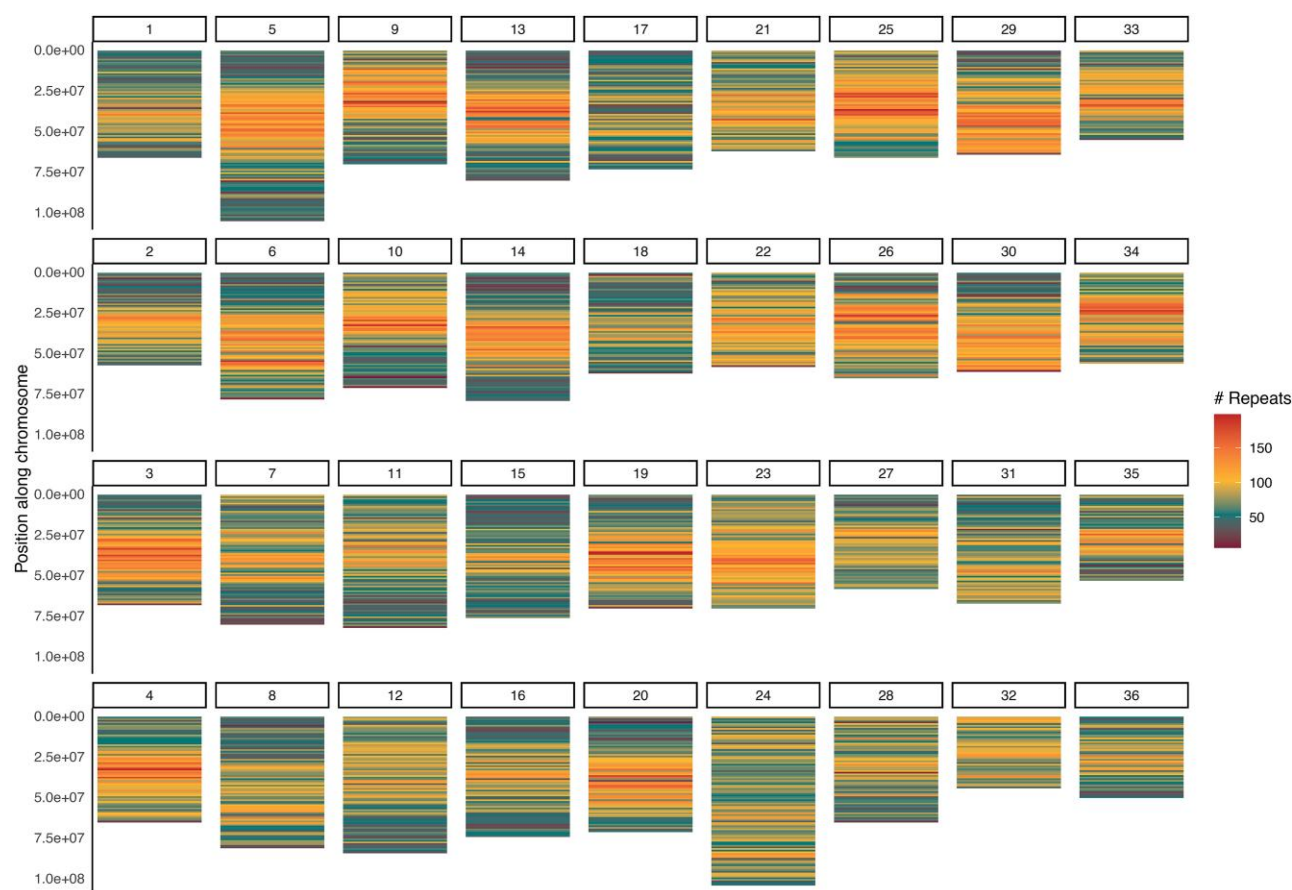 1 5 9 13 17 21 25 29 33
0.0e+00
2.5e+07
5.0e+07
7.5e+07
1.0e+08
2 6 10 14 18 22 26 30 34
0.0e+00
2.5e+07
5.0e+07
7.5e+07
1.0e+08
3 7 11 15 19 23 27 31 35
0.0e+00
2.5e+07
5.0e+07
7.5e+07
1.0e+08
4 8 12 16 20 24 28 32 36
0.0e+00
2.5e+07
5.0e+07
7.5e+07
1.0e+08
Position along chromosome
# Repeats
150
100
50